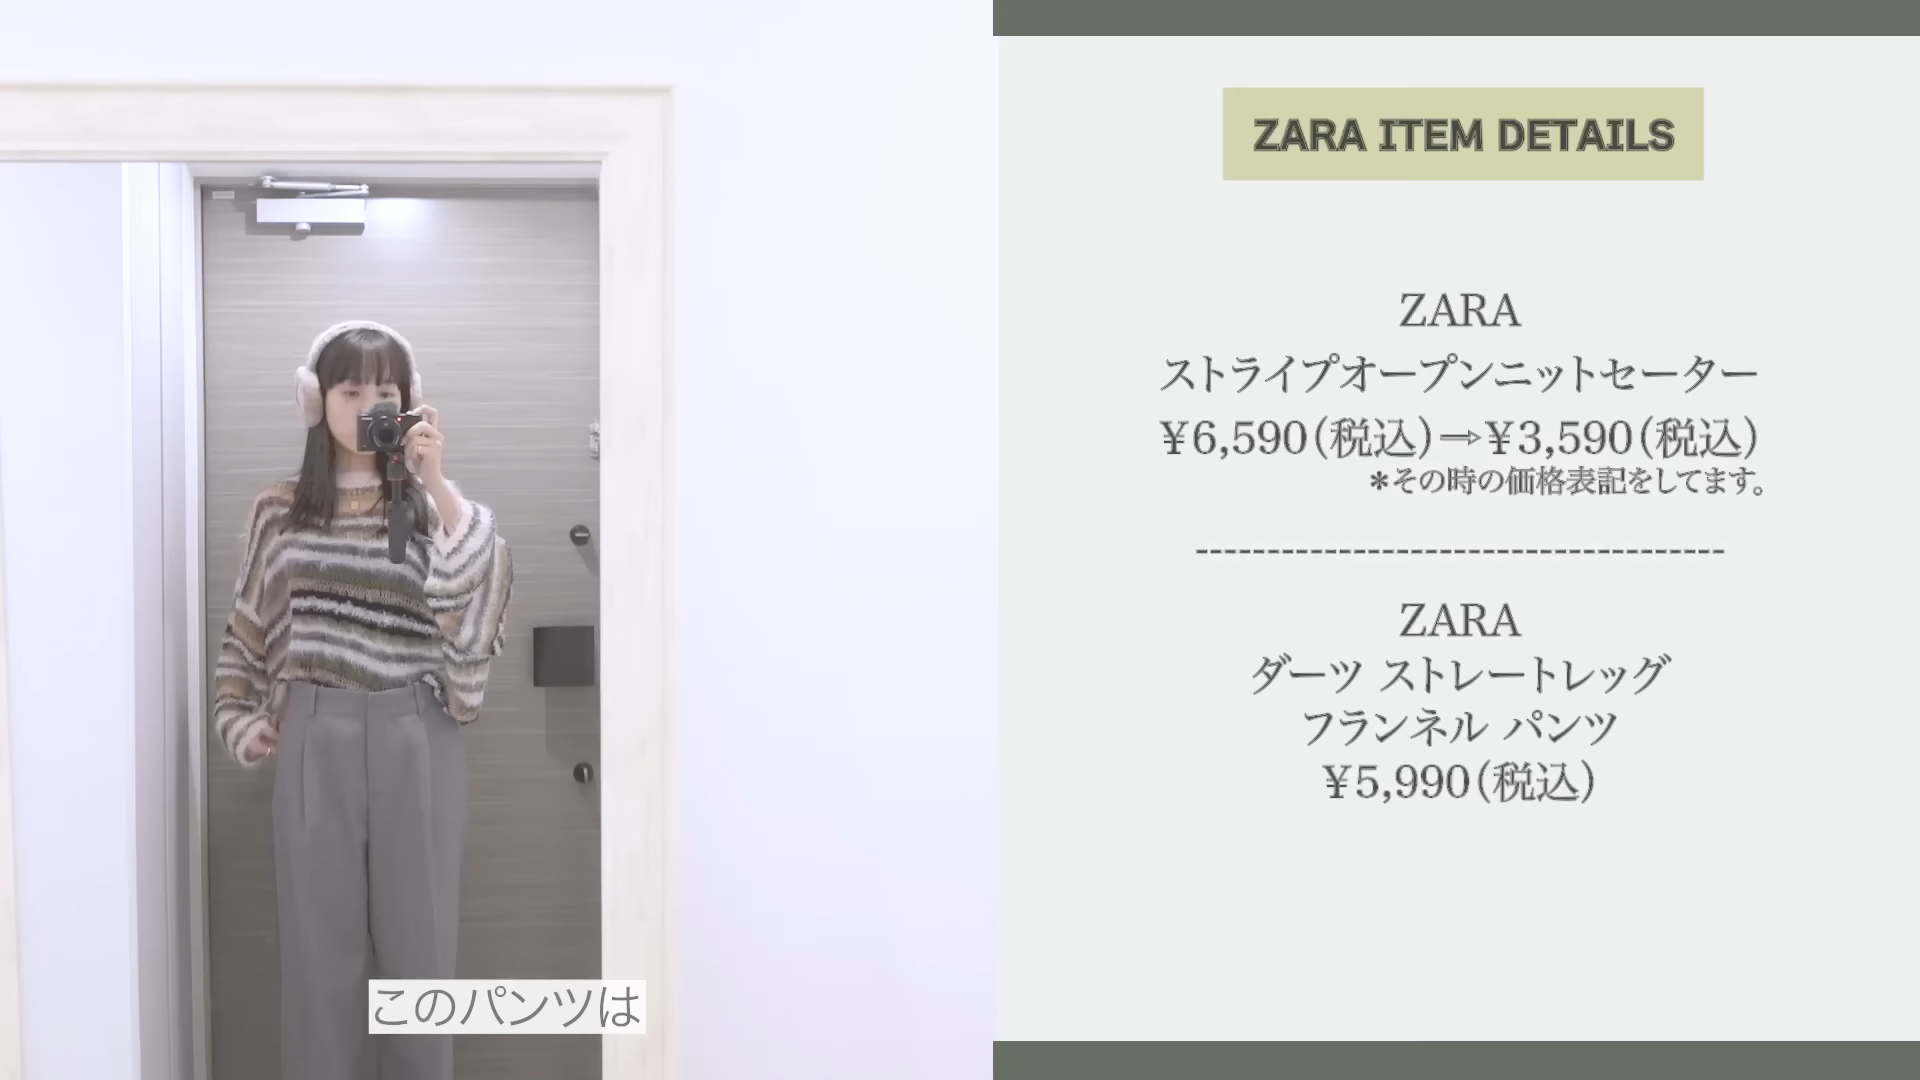 ZARA ITEM DETAILS
ZARA
ストライプオープンニットセーター
¥6,590(税込)⇒¥3,590(税込)
*その時の価格表記をしてます。
------------------------------------
ZARA
ダーツ ストレートレッグ
フランネル パンツ
¥5,990(税込)
このパンツは